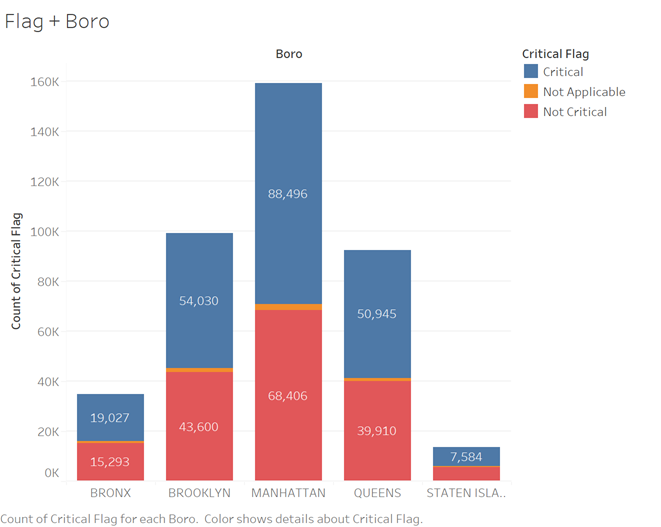 Flag + Boro
Boro
Critical Flag
Critical
Not Applicable
Not Critical
Count of Critical Flag
160K
140K
120K
100K
80K
60K
40K
20K
0K
19,027
15,293
54,030
43,600
88,496
68,406
50,945
39,910
7,584
BRONX BROOKLYN MANHATTAN QUEENS STATEN ISLA..
Count of Critical Flag for each Boro. Color shows details about Critical Flag.